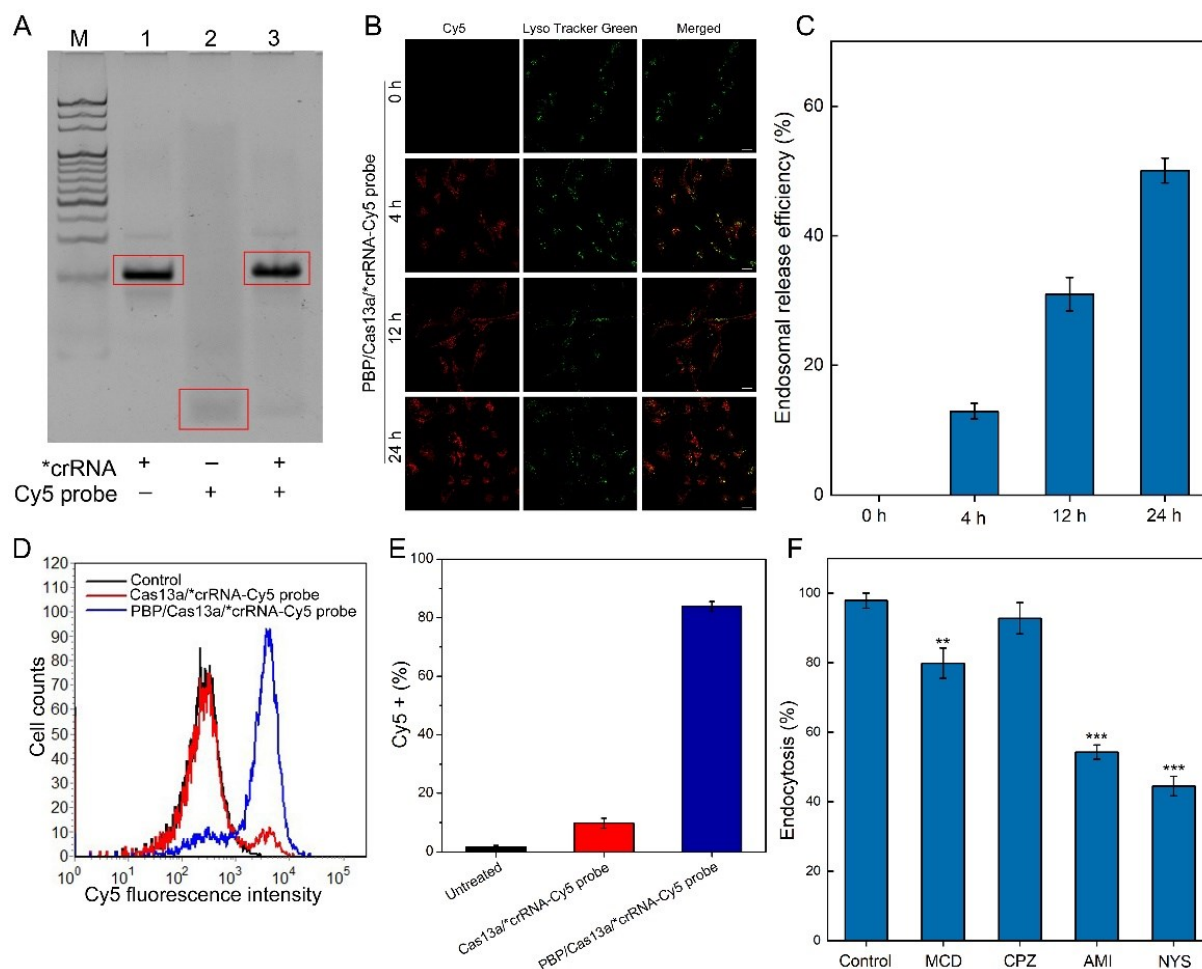 A
M 1 2 3
*crRNA + – +
Cy5 probe – + +
B
Cy5 Lyso Tracker Green Merged
PBP/Cas13a/*crRNA-Cy5 probe
0 h
4 h
12 h
24 h
C
Endosomal release efficiency (%)
60
40
20
0
0 h 4 h 12 h 24 h
D
Cell counts
120
110
100
90
80
70
60
50
40
30
20
10
0
Control
Cas13a/*crRNA-Cy5 probe
PBP/Cas13a/*crRNA-Cy5 probe
10⁰ 10¹ 10² 10³ 10⁴ 10⁵
Cy5 fluorescence intensity
E
Cy5 + (%)
100
80
60
40
20
0
Untreated
Cas13a/*crRNA-Cy5 probe
PBP/Cas13a/*crRNA-Cy5 probe
F
Endocytosis (%)
100
80
60
40
20
0
**
***
***
Control MCD CPZ AMI NYS